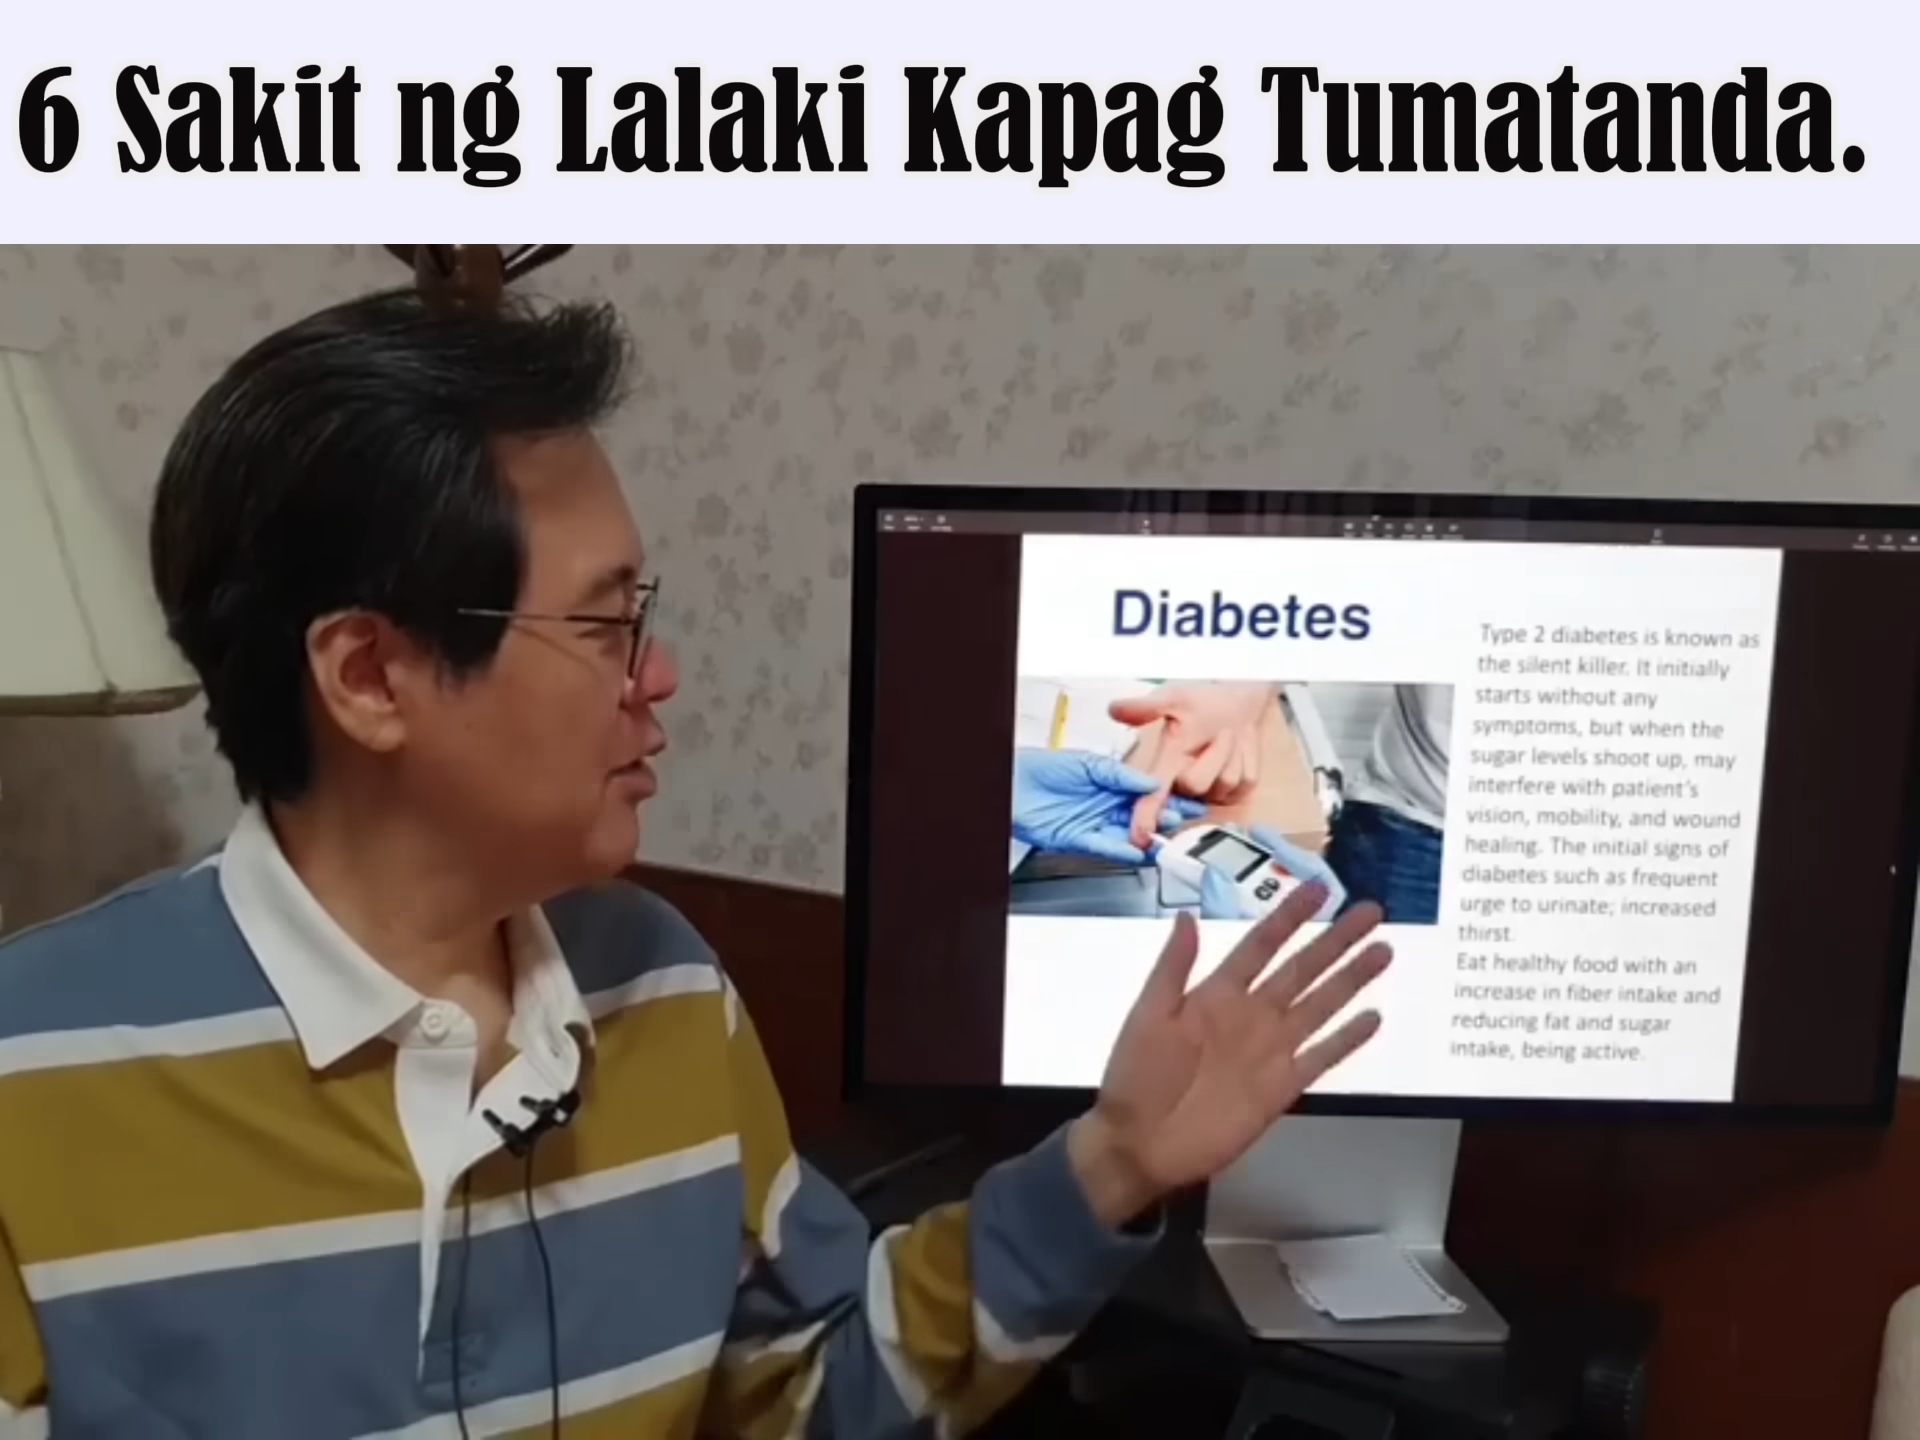 6 Sakit ng Lalaki Kapag Tumatanda.
Diabetes
Type 2 diabetes is known as
the silent killer. It initially
starts without any
symptoms, but when the
sugar levels shoot up, may
interfere with patient's
vision, mobility, and wound
healing. The initial signs of
diabetes such as frequent
urge to urinate; increased
thirst.
Eat healthy food with an
increase in fiber intake and
reducing fat and sugar
intake, being active.